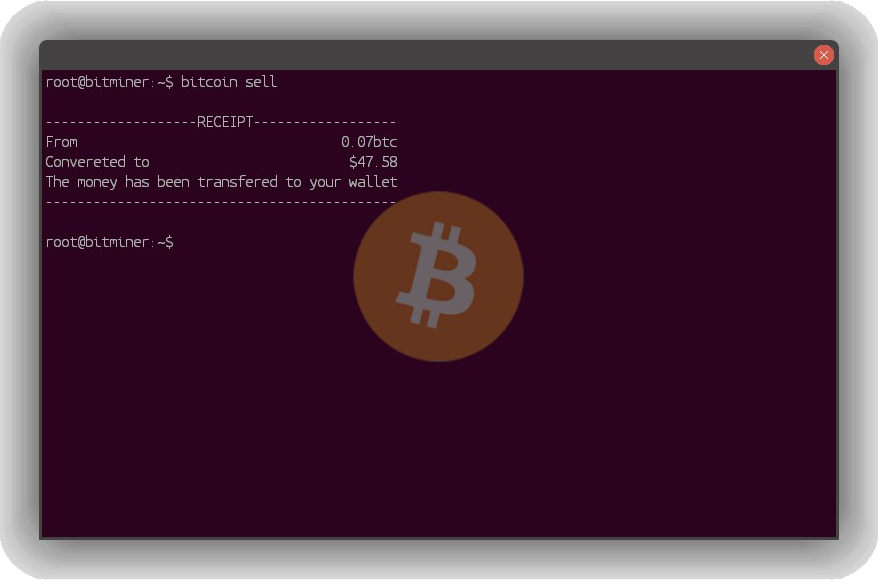 root@bitminer:~$ bitcoin sell
-------------------RECEIPT------------------
From 0.07btc
Convereted to $47.58
The money has been transfered to your wallet
--------------------------------------------
root@bitminer:~$